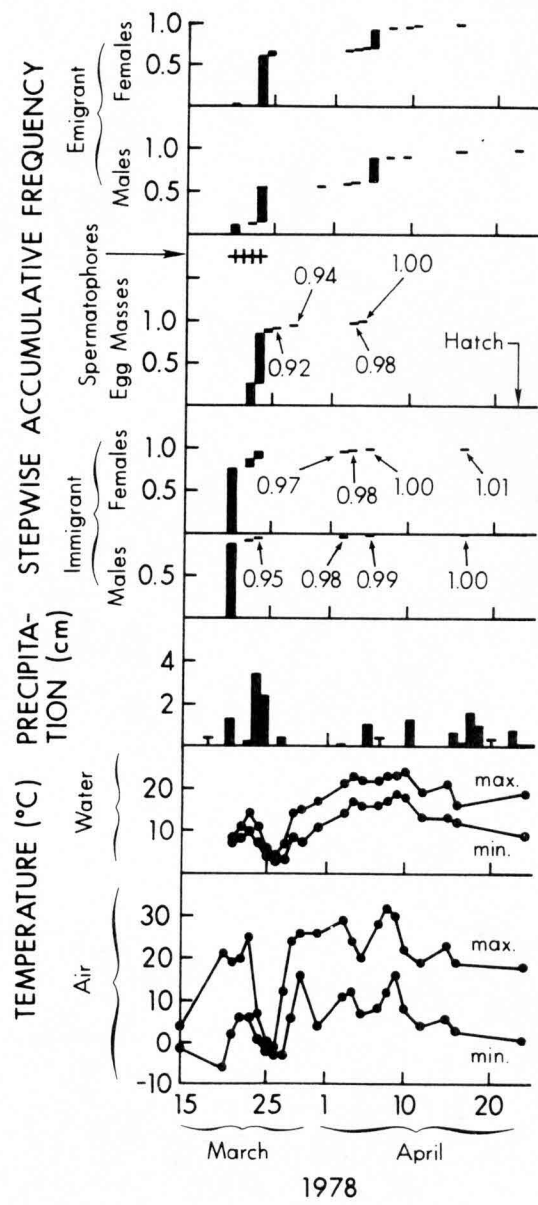 STEPWISE ACCUMULATIVE FREQUENCY
Emigrant
Females
1.0
0.5
Males
1.0
0.5
Spermatophores
Egg Masses
1.0
0.5
0.94
1.00
0.92
0.98
Hatch
Immigrant
Females
1.0
0.5
0.97
0.98
1.00
1.01
Males
0.5
0.95
0.98
0.99
1.00
PRECIPITA-
TION (cm)
4
2
TEMPERATURE (°C)
Water
20
10
max.
min.
Air
30
20
10
0
-10
max.
min.
15 25 1 10 20
March April
1978